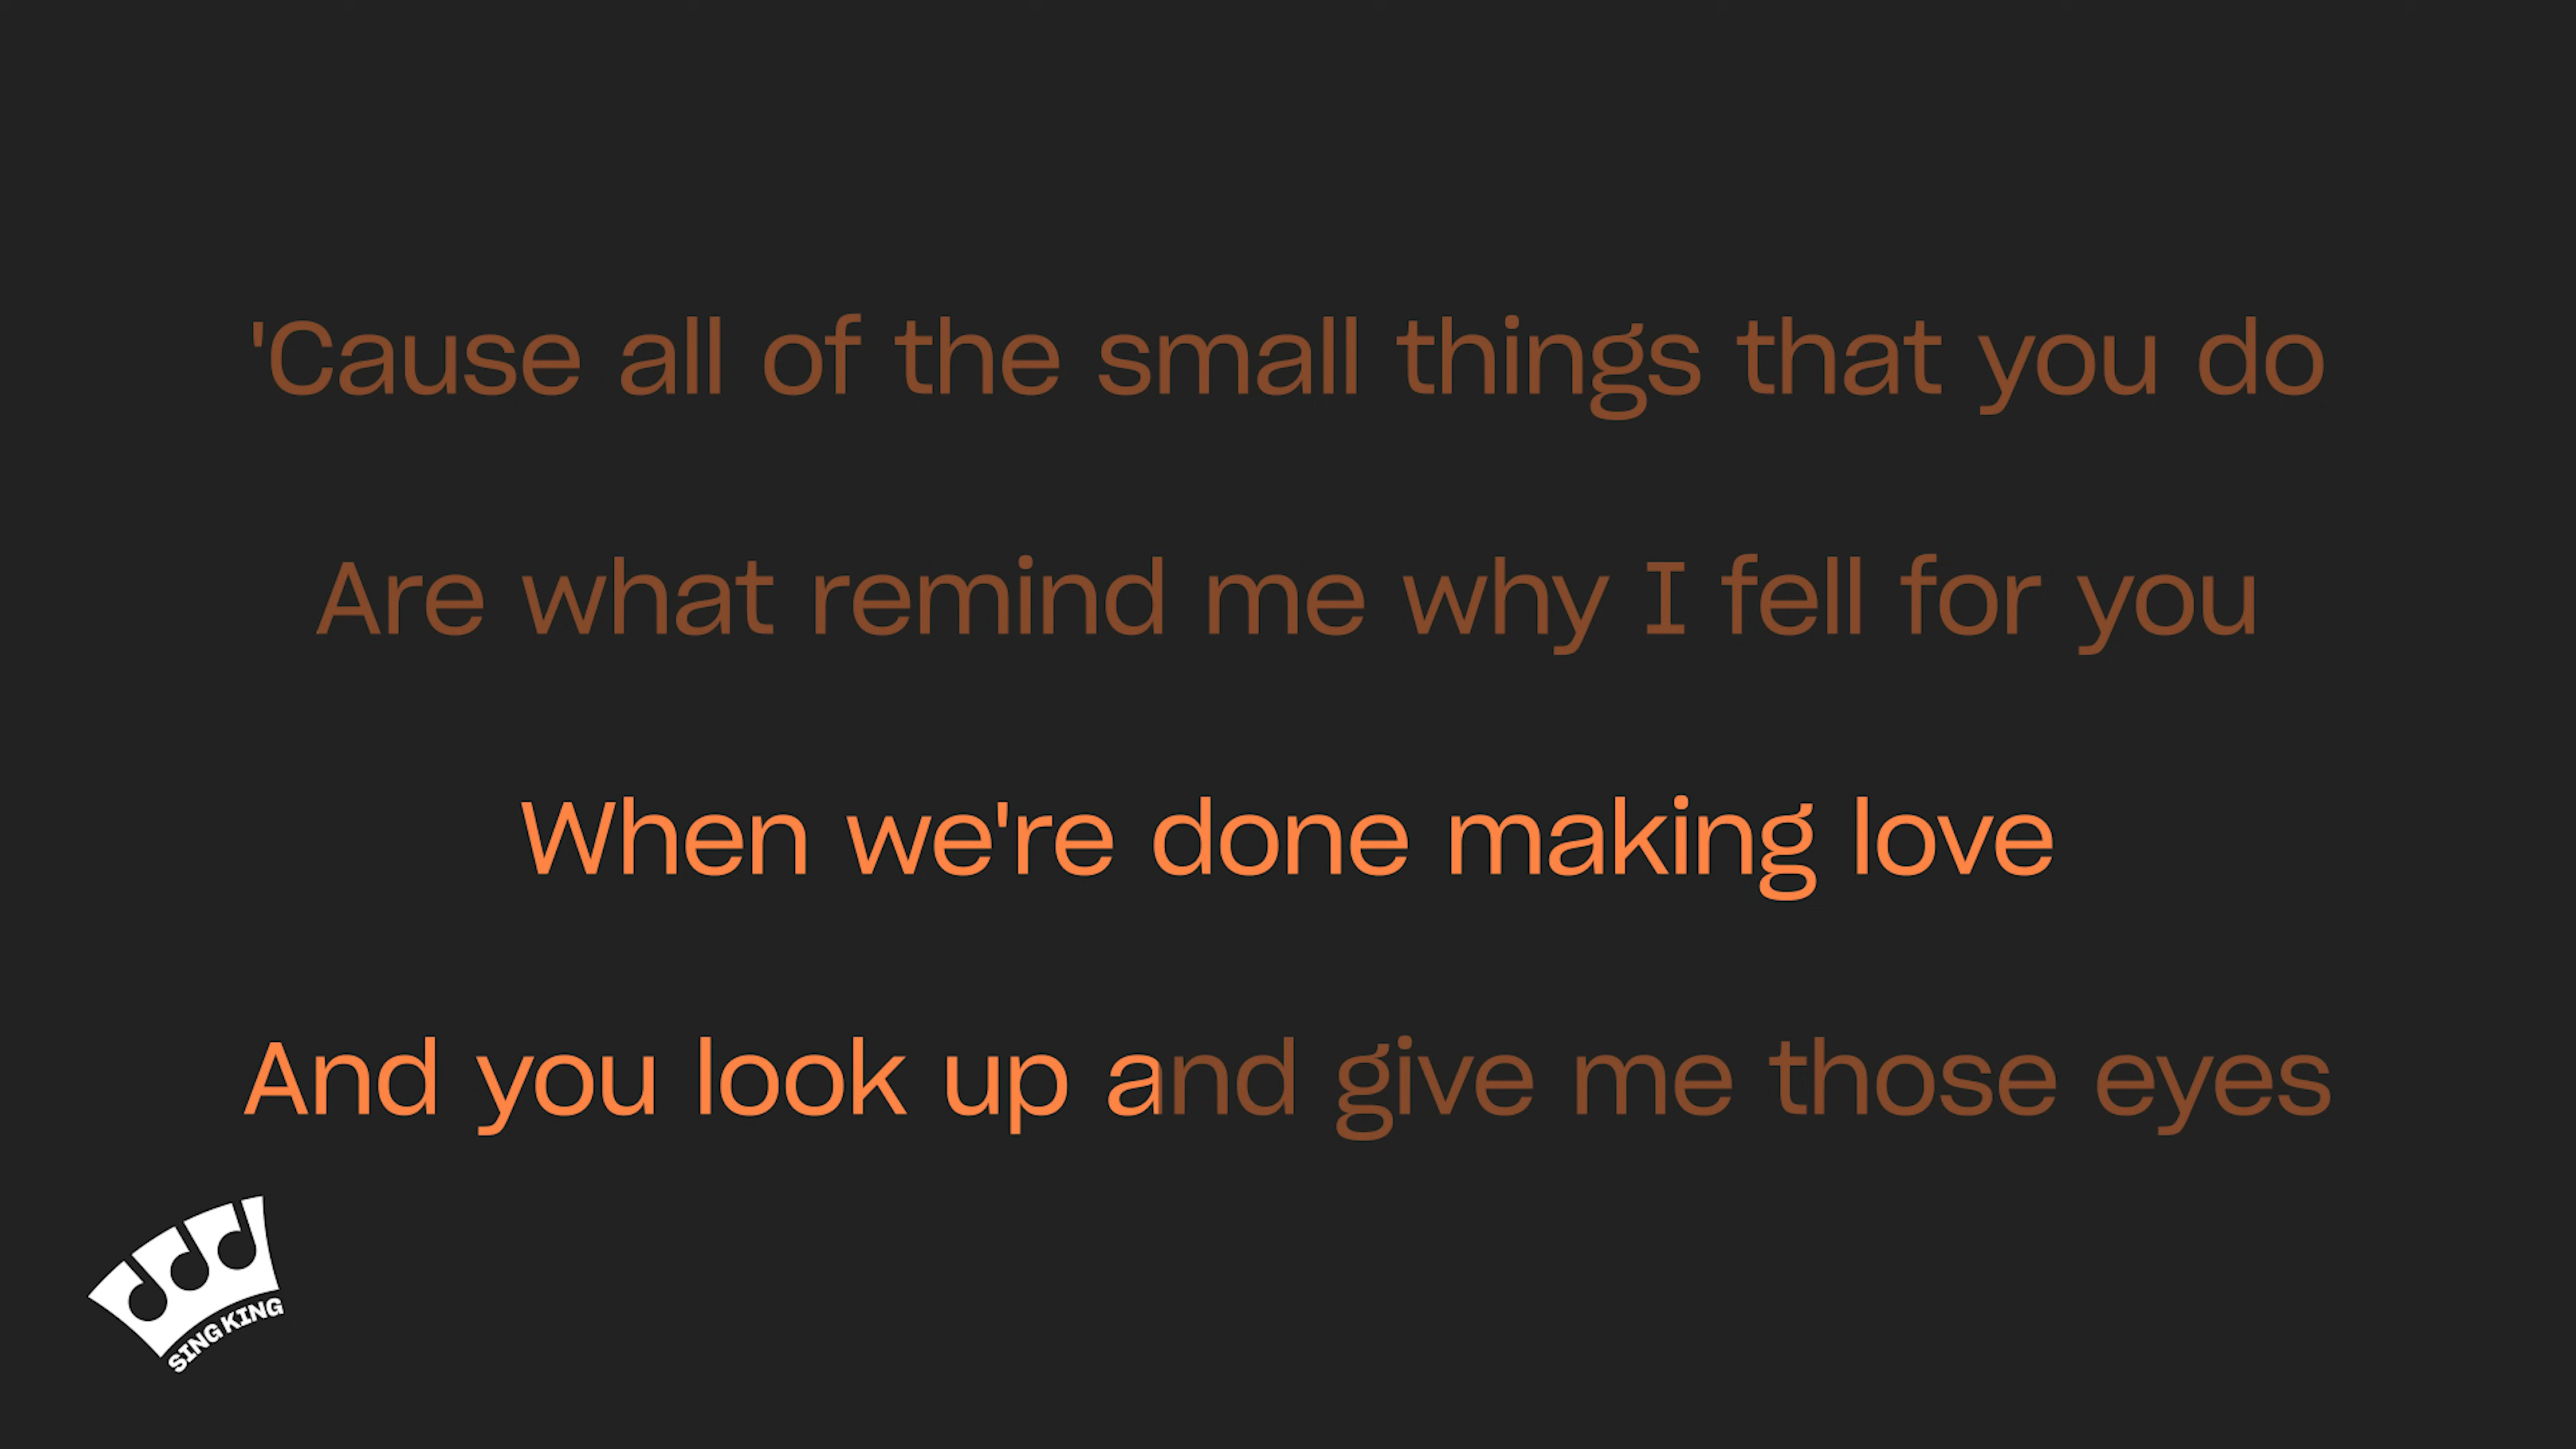 'Cause all of the small things that you do
Are what remind me why I fell for you
When we're done making love
And you look up and give me those eyes
SING KING